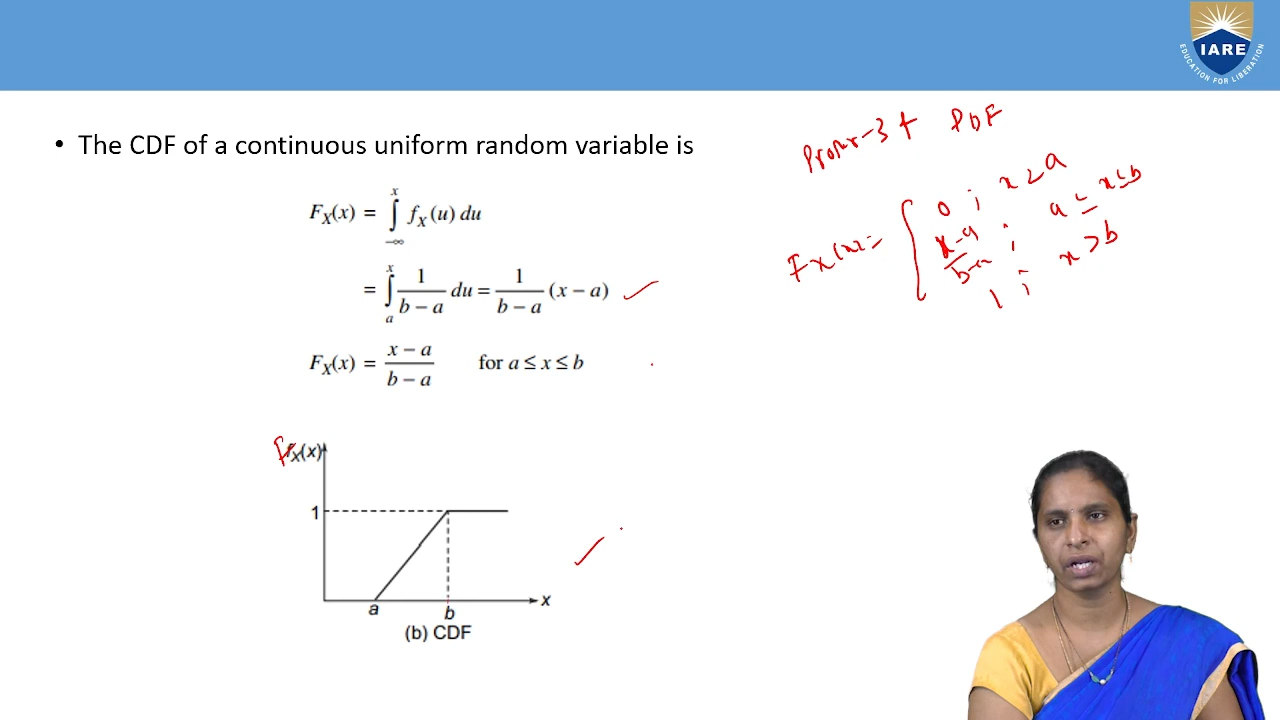 IARE
EDUCATION FOR LIBERATION
• The CDF of a continuous uniform random variable is
F_X(x) = ∫_{-∞}^{x} f_X(u) du
= ∫_{a}^{x} 1/(b – a) du = 1/(b – a) (x – a)
F_X(x) = (x – a)/(b – a) for a ≤ x ≤ b
3 PDF
F_X(x) = { 0 ; x < a
(x-a)/(b-a) ; a ≤ x ≤ b
1 ; x > b
F_X(x)
1
a b x
(b) CDF